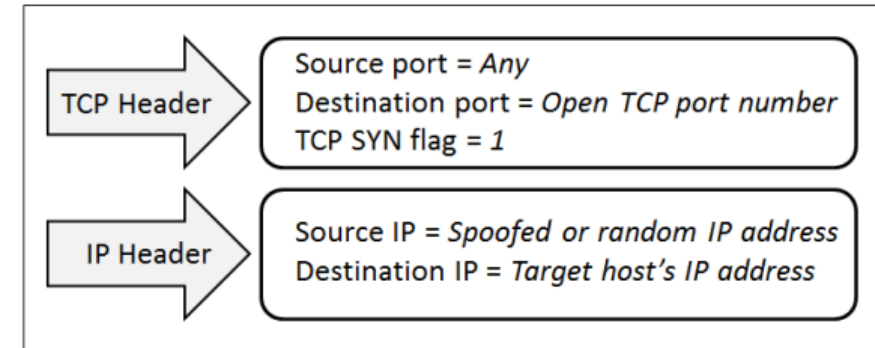 TCP Header
Source port = Any
Destination port = Open TCP port number
TCP SYN flag = 1
IP Header
Source IP = Spoofed or random IP address
Destination IP = Target host's IP address